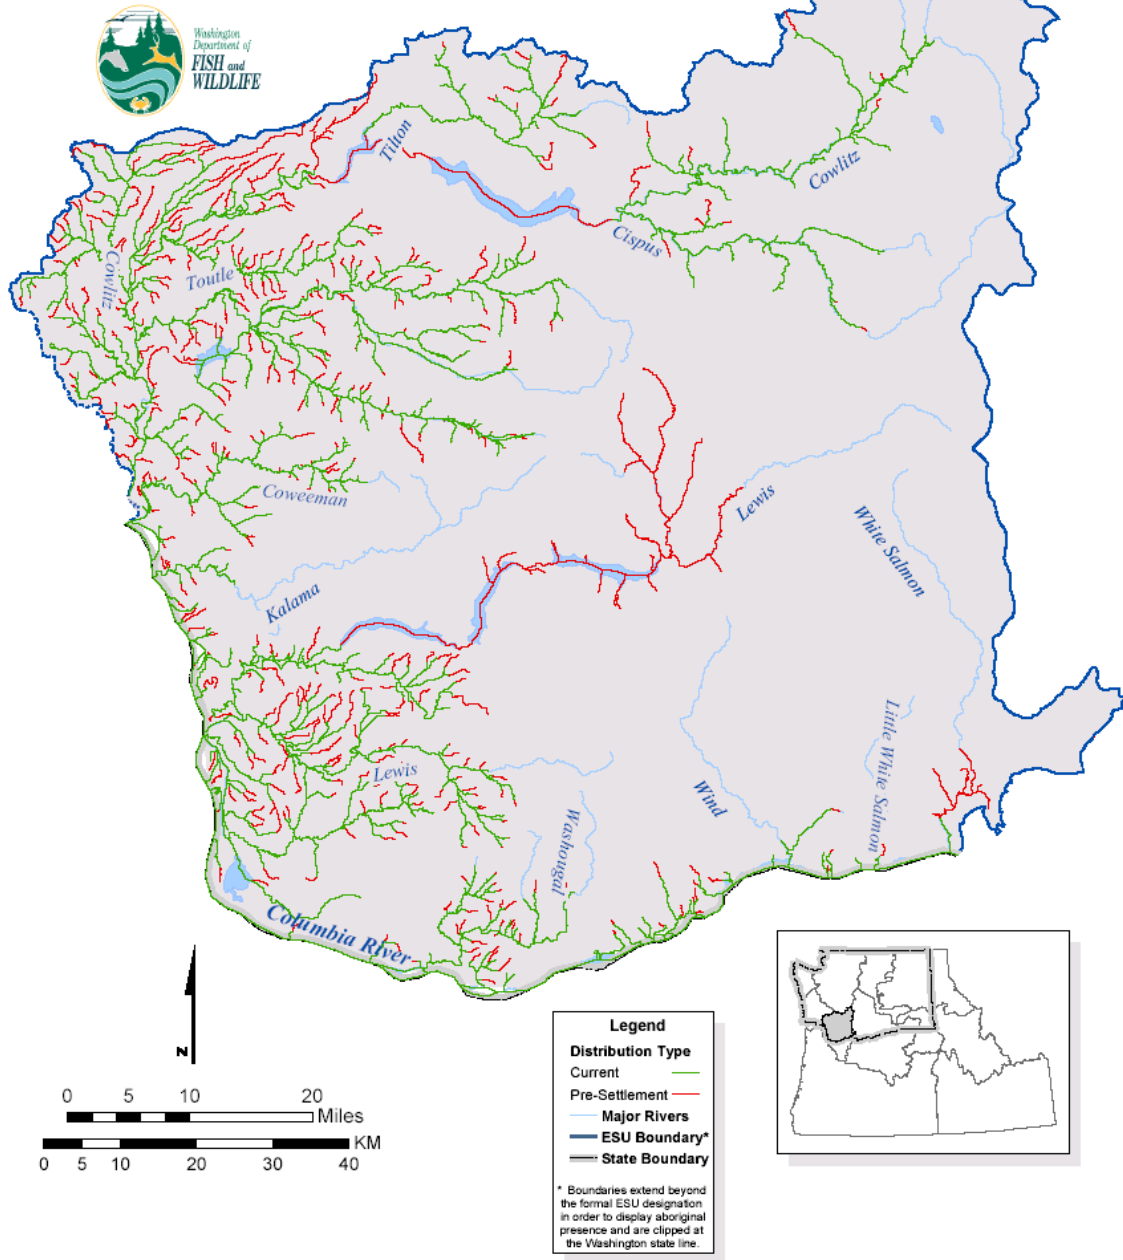 Washington
Department of
FISH and
WILDLIFE
Tilton
Cowlitz
Cispus
Cowlitz
Toutle
Coweeman
Lewis
White Salmon
Kalama
Little White Salmon
Lewis
Wind
Washougal
Columbia River
N
0 5 10 20
Miles
KM
0 5 10 20 30 40
Legend
Distribution Type
Current
Pre-Settlement
Major Rivers
ESU Boundary*
State Boundary
* Boundaries extend beyond
the formal ESU designation
in order to display aboriginal
presence and are clipped at
the Washington state line.